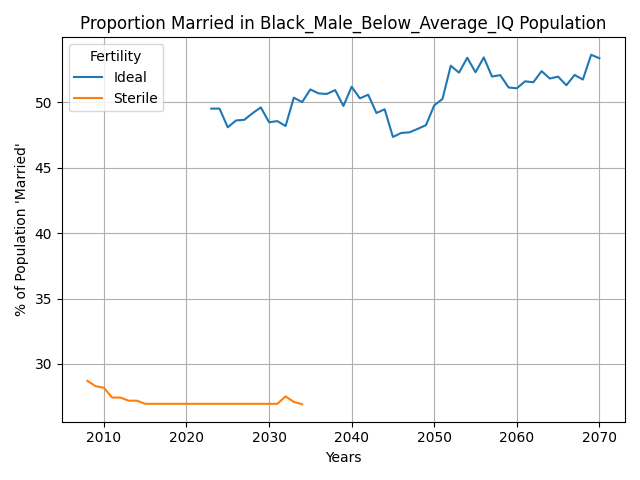 Proportion Married in Black_Male_Below_Average_IQ Population
Fertility
Ideal
Sterile
% of Population 'Married'
50
45
40
35
30
2010
2020
2030
2040
2050
2060
2070
Years